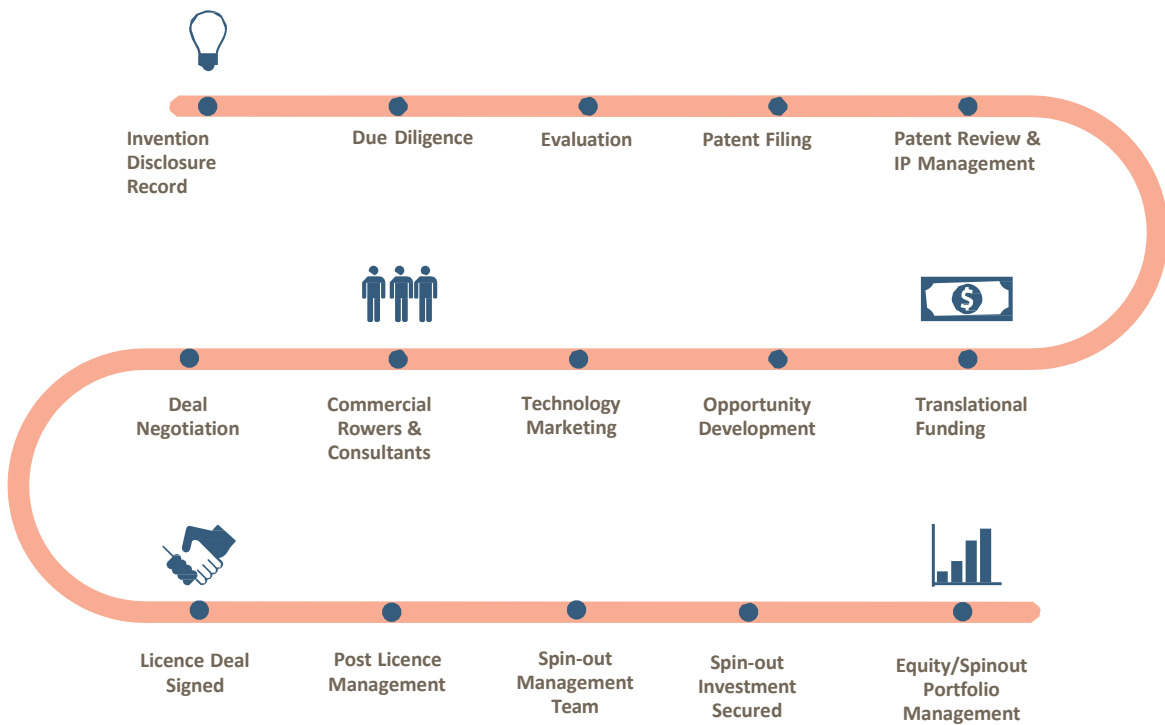 Invention
Disclosure
Record
Due Diligence
Evaluation
Patent Filing
Patent Review &
IP Management
$
Deal
Negotiation
Commercial
Rowers &
Consultants
Technology
Marketing
Opportunity
Development
Translational
Funding
Licence Deal
Signed
Post Licence
Management
Spin-out
Management
Team
Spin-out
Investment
Secured
Equity/Spinout
Portfolio
Management